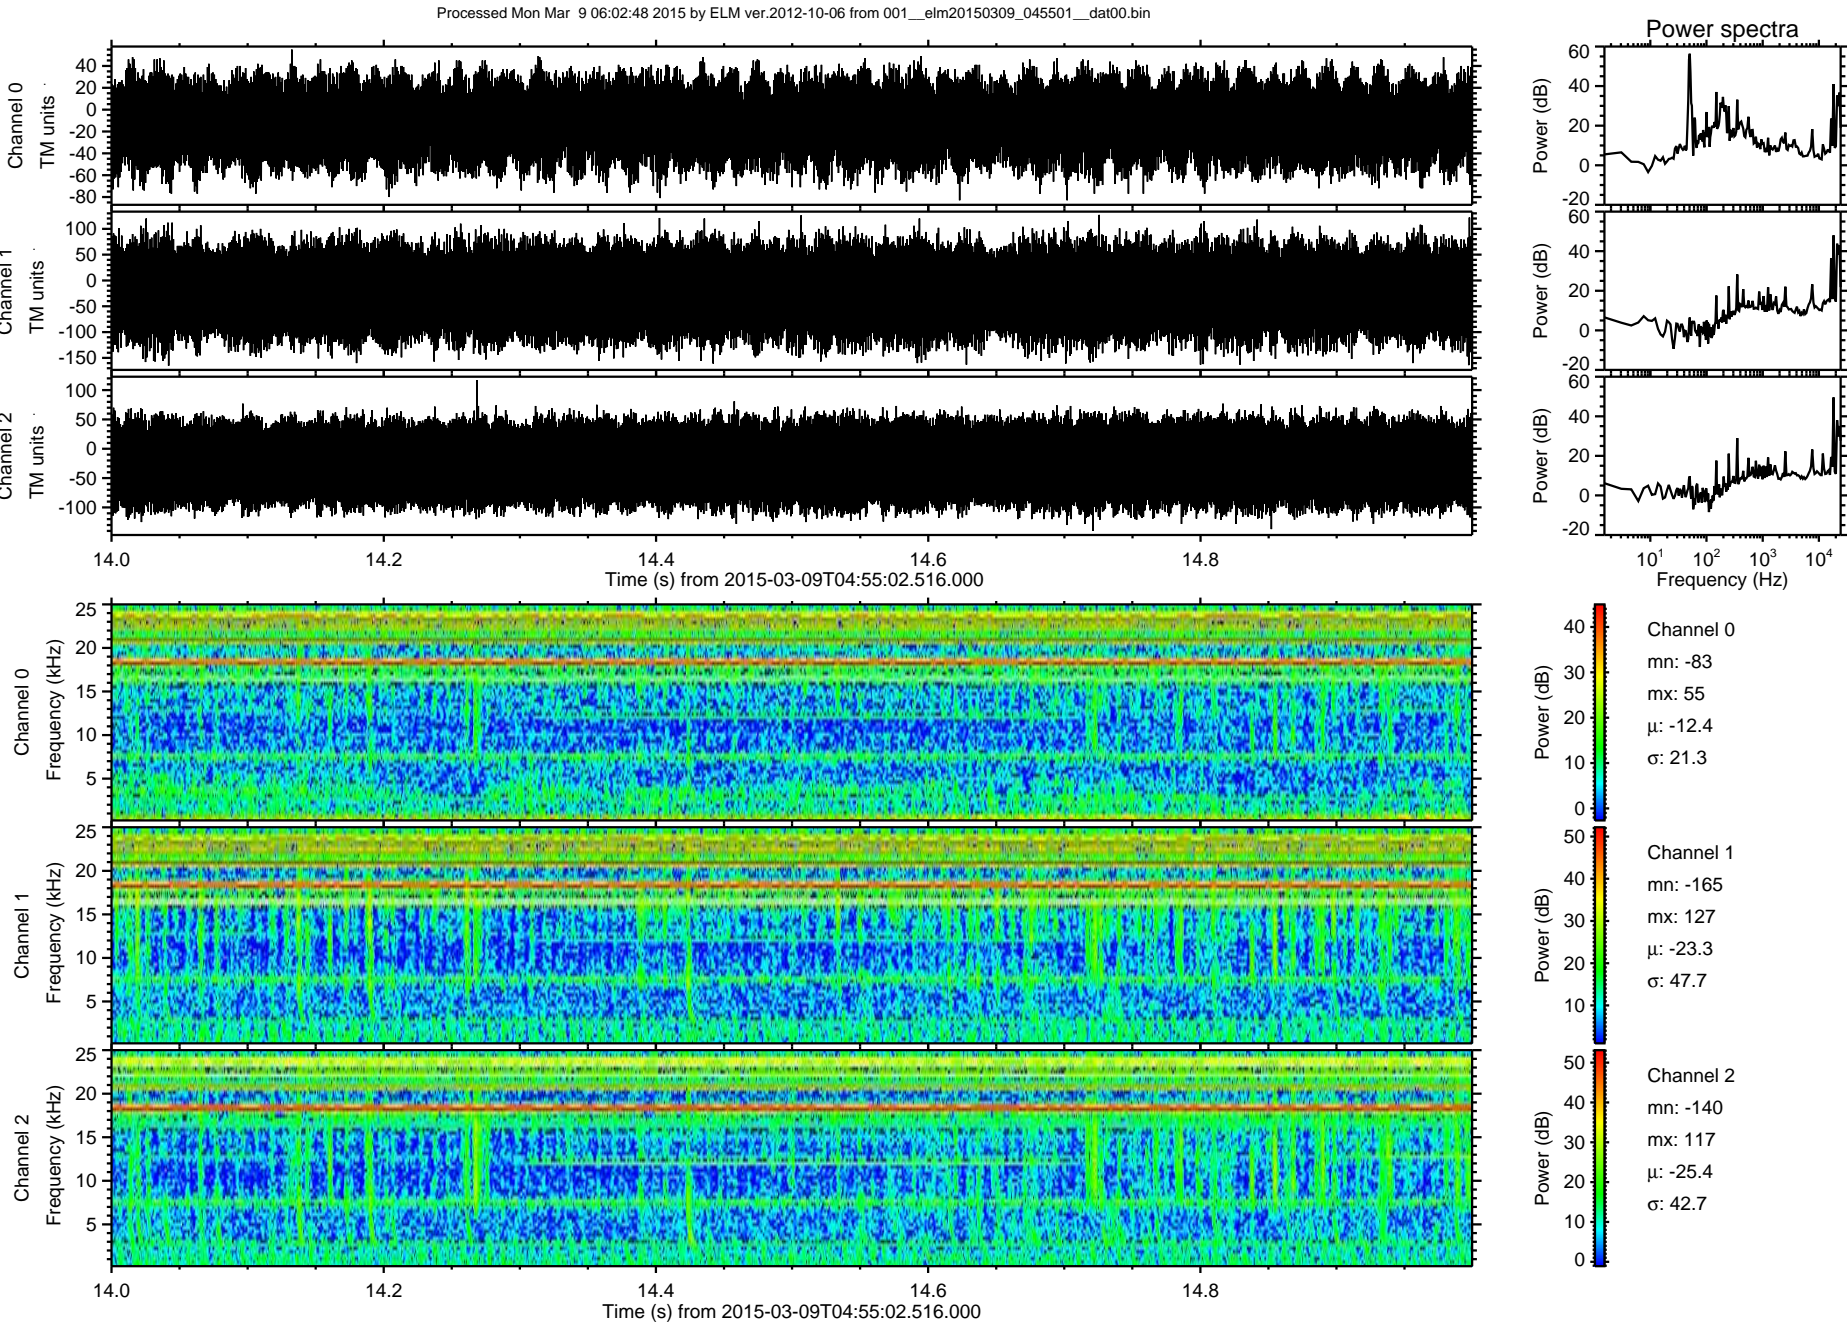 Processed Mon Mar  9 06:02:48 2015 by ELM ver.2012-10-06 from 001__elm20150309_045501__dat00.bin
Power spectra
Channel 0
TM units
40
20
0
-20
-40
-60
-80
Power (dB)
60
40
20
0
-20
Channel 1
TM units
100
50
0
-50
-100
-150
Power (dB)
60
40
20
0
-20
Channel 2
TM units
100
50
0
-50
-100
Power (dB)
60
40
20
0
-20
14.0 14.2 14.4 14.6 14.8
Time (s) from 2015-03-09T04:55:02.516.000
10^1 10^2 10^3 10^4
Frequency (Hz)
Channel 0
Frequency (kHz)
25
20
15
10
5
Power (dB)
40
30
20
10
0
Channel 0
mn: -83
mx: 55
μ: -12.4
σ: 21.3
Channel 1
Frequency (kHz)
25
20
15
10
5
Power (dB)
50
40
30
20
10
Channel 1
mn: -165
mx: 127
μ: -23.3
σ: 47.7
Channel 2
Frequency (kHz)
25
20
15
10
5
Power (dB)
50
40
30
20
10
0
Channel 2
mn: -140
mx: 117
μ: -25.4
σ: 42.7
14.0 14.2 14.4 14.6 14.8
Time (s) from 2015-03-09T04:55:02.516.000